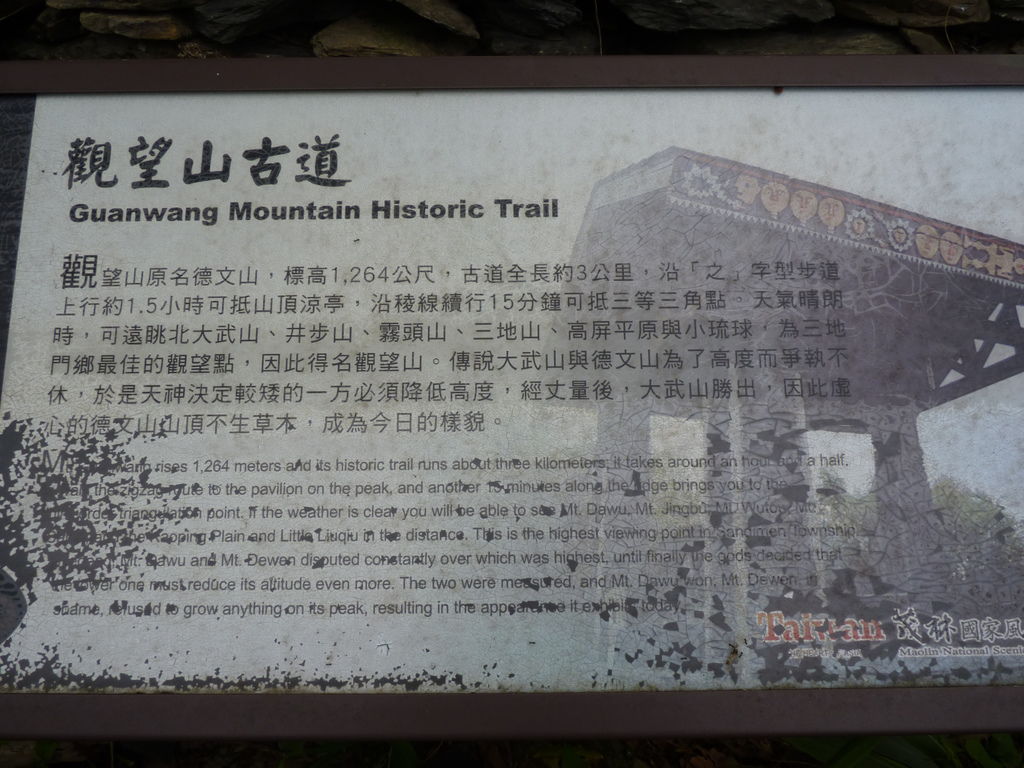 觀望山古道
Guanwang Mountain Historic Trail
觀望山原名德文山，標高1,264公尺，古道全長約3公里，沿「之」字型步道
上行約1.5小時可抵山頂涼亭，沿稜線續行15分鐘可抵三等三角點。天氣晴朗
時，可遠眺北大武山、井步山、霧頭山、三地山、高屏平原與小琉球，為三地
門鄉最佳的觀望點，因此得名觀望山。傳說大武山與德文山為了高度而爭執不
休，於是天神決定較矮的一方必須降低高度，經丈量後，大武山勝出，因此虛
心的德文山山頂不生草本，成為今日的樣貌。
rises 1,264 meters and its historic trail runs about three kilometers; it takes around an hour and a half.
the zigzag route to the pavilion on the peak, and another 15 minutes along the ridge brings you to the
triangulation point. If the weather is clear you will be able to see Mt. Dawu, Mt. Jingbu,
Plain and Little Liuqiu in the distance. This is the highest viewing point in Sandimen Township.
Mt. Dawu and Mt. Dewen disputed constantly over which was highest, until finally the gods decided that
the lower one must reduce its altitude even more. The two were measured, and Mt. Dawu won; Mt. Dewen, in
shame, refused to grow anything on its peak, resulting in the appearance it exhibits today.
Taiwan 茂林國家風
Maolin National Scenic